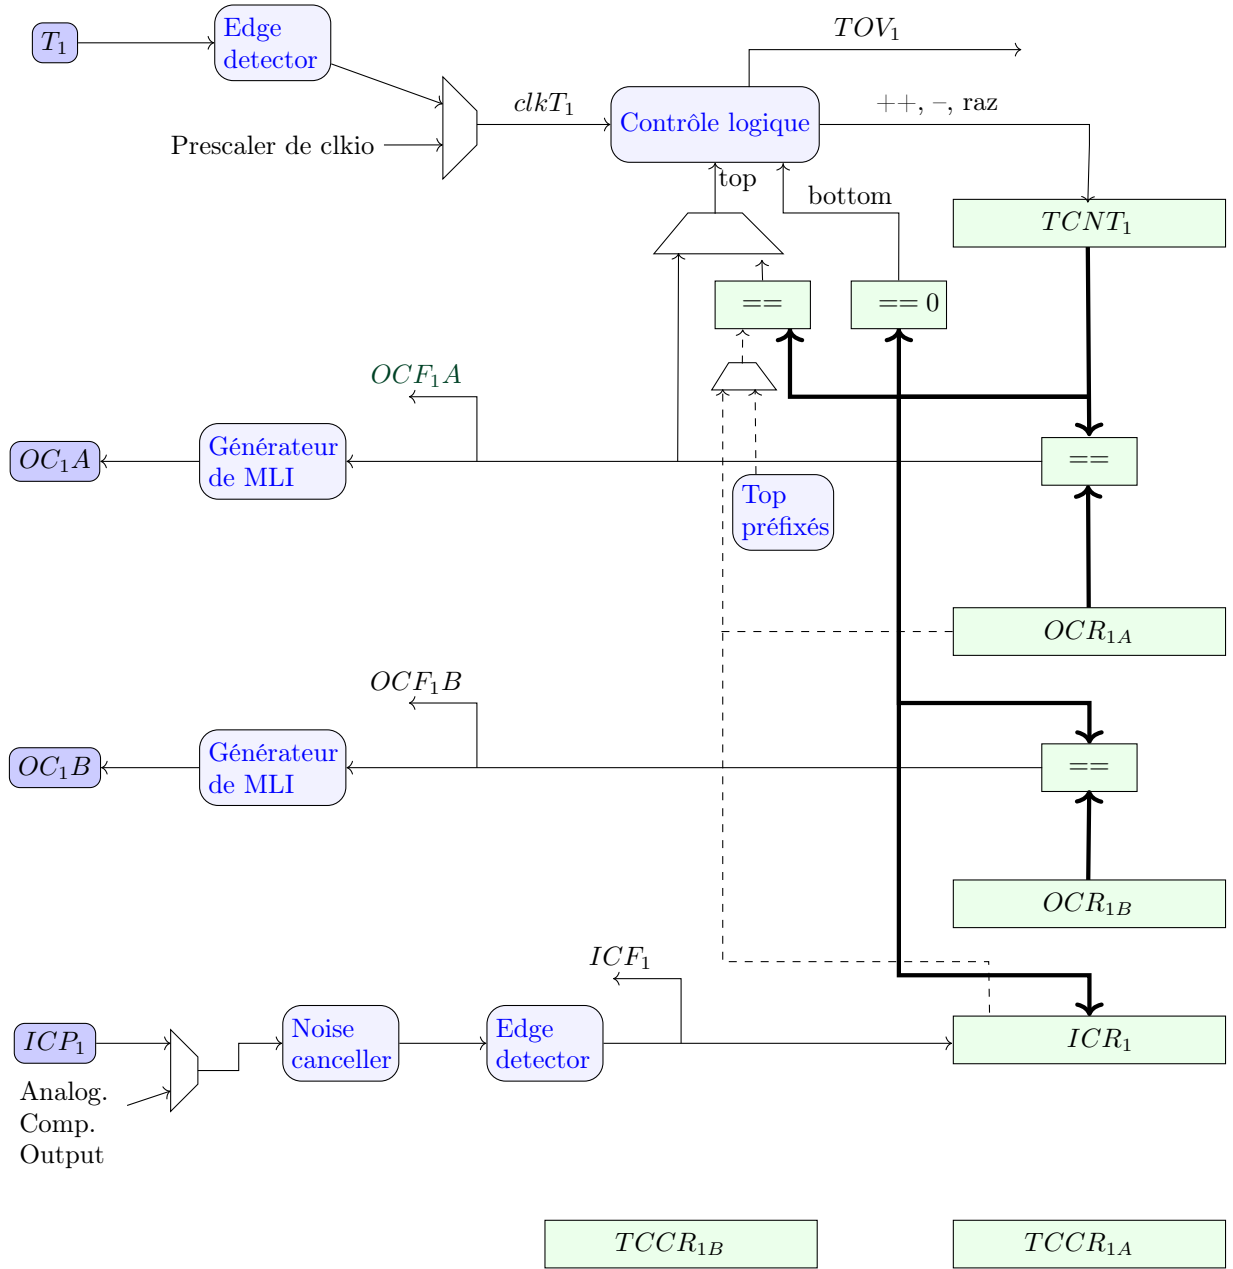 TOV₁
T₁
Edge
detector
clkT₁
Contrôle logique
++, –, raz
Prescaler de clkio
top
bottom
TCNT₁
==
== 0
OCF₁A
OC₁A
Générateur
de MLI
==
Top
préfixés
OCR₁A
OCF₁B
OC₁B
Générateur
de MLI
==
OCR₁B
ICF₁
ICP₁
Noise
canceller
Edge
detector
ICR₁
Analog.
Comp.
Output
TCCR₁B
TCCR₁A